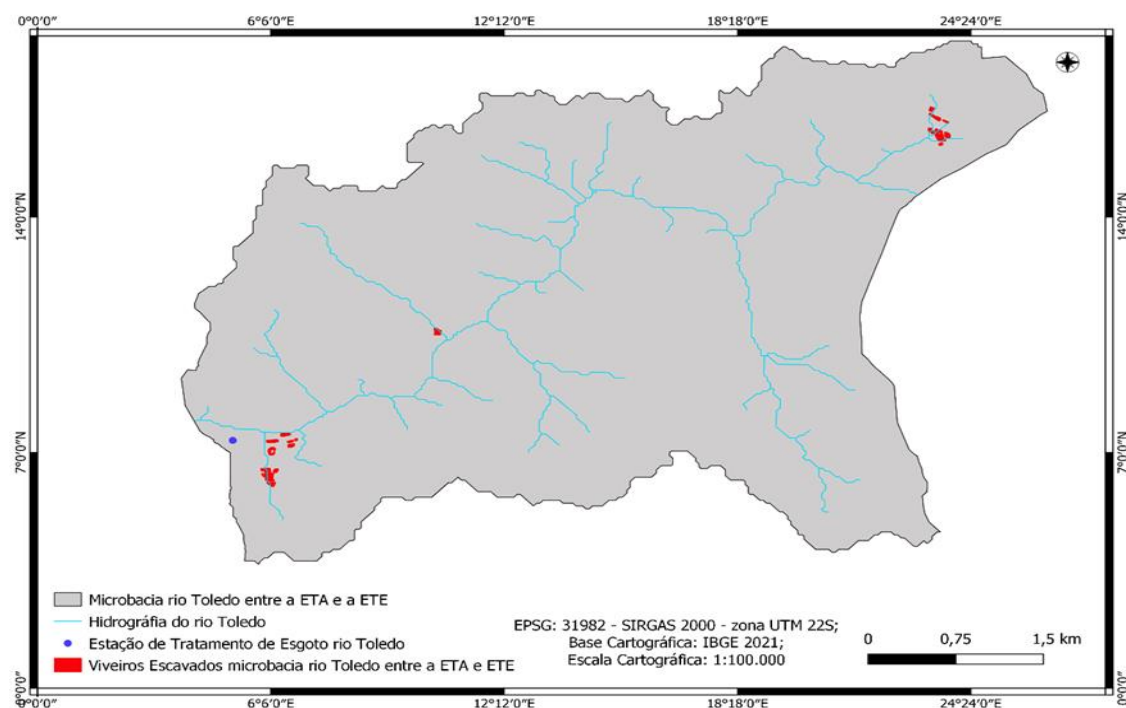 0°0'0"E 6°6'0"E 12°12'0"E 18°18'0"E 24°24'0"E
14°0'0"N 14°0'0"N
7°0'0"N 7°0'0"N
Microbacia rio Toledo entre a ETA e a ETE
Hidrográfia do rio Toledo
Estação de Tratamento de Esgoto rio Toledo
Viveiros Escavados microbacia rio Toledo entre a ETA e ETE
EPSG: 31982 - SIRGAS 2000 - zona UTM 22S;
Base Cartográfica: IBGE 2021;
Escala Cartográfica: 1:100.000
0 0,75 1,5 km
0°0'0"N 0°0'0"N
0°0'0"E 6°6'0"E 12°12'0"E 18°18'0"E 24°24'0"E